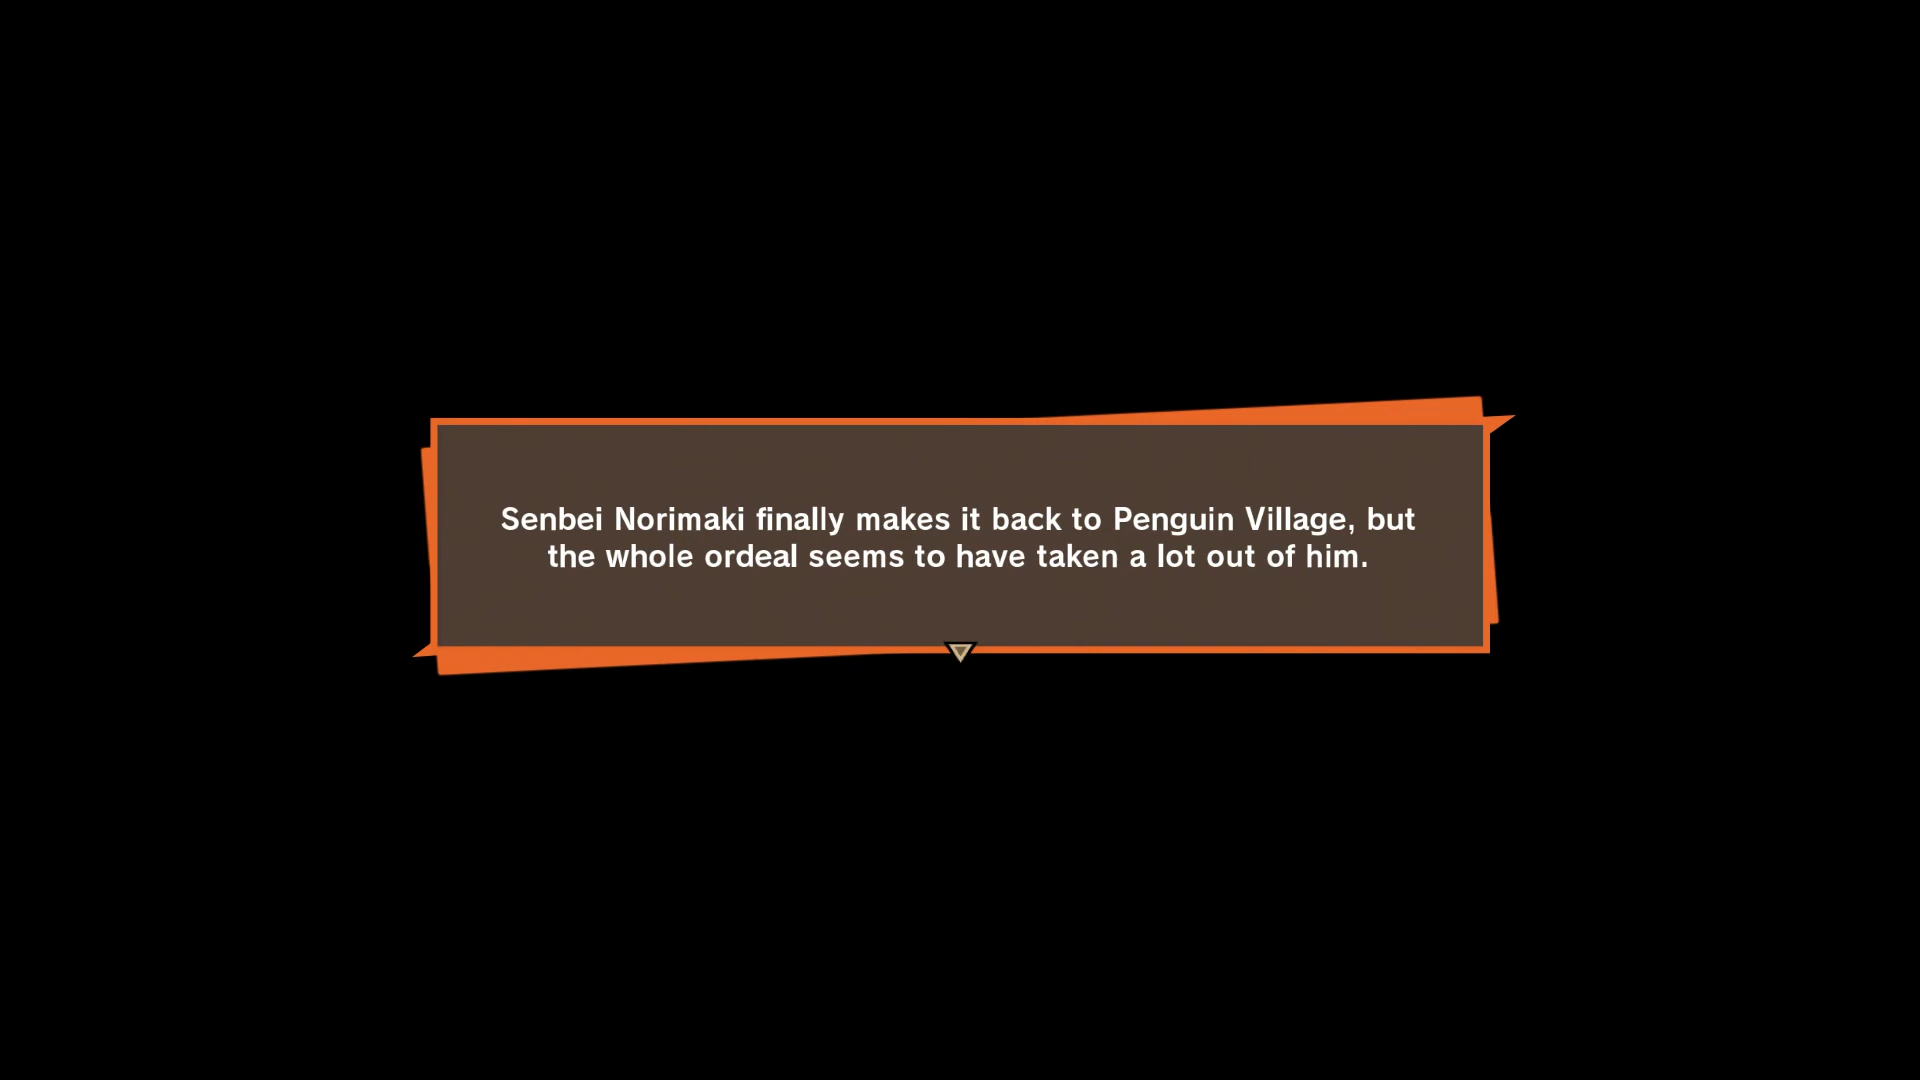 Senbei Norimaki finally makes it back to Penguin Village, but
the whole ordeal seems to have taken a lot out of him.